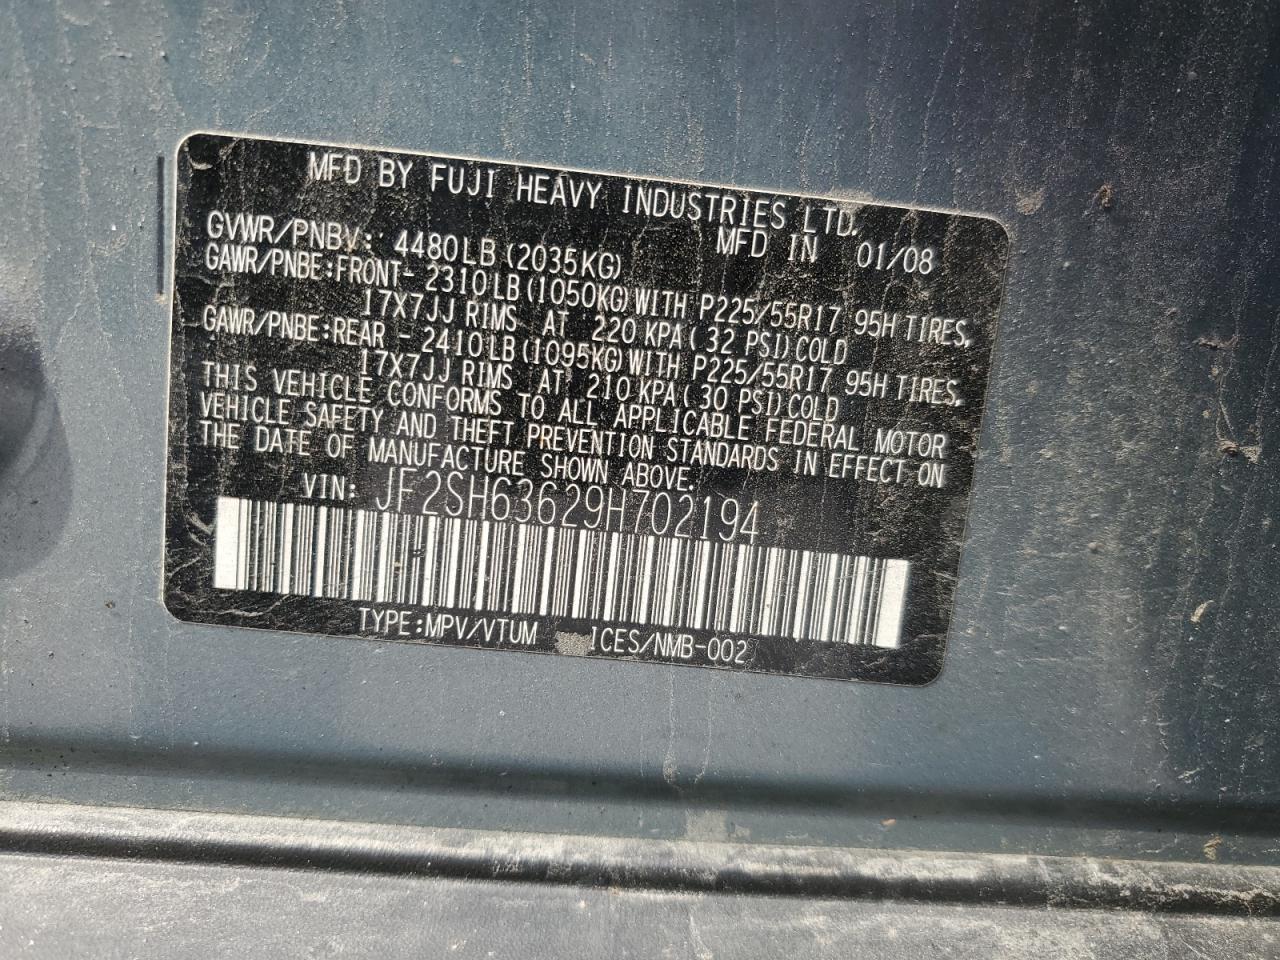 MFD BY FUJI HEAVY INDUSTRIES LTD.
GVWR/PNBV: 4480LB (2035KG) MFD IN 01/08
GAWR/PNBE:FRONT- 2310LB (1050KG) WITH P225/55R17 95H TIRES,
17X7JJ RIMS AT 220 KPA ( 32 PSI) COLD
GAWR/PNBE:REAR - 2410LB (1095KG) WITH P225/55R17 95H TIRES,
17X7JJ RIMS AT 210 KPA ( 30 PSI) COLD
THIS VEHICLE CONFORMS TO ALL APPLICABLE FEDERAL MOTOR
VEHICLE SAFETY AND THEFT PREVENTION STANDARDS IN EFFECT ON
THE DATE OF MANUFACTURE SHOWN ABOVE.
VIN: JF2SH63629H702194
TYPE:MPV/VTUM ICES/NMB-002